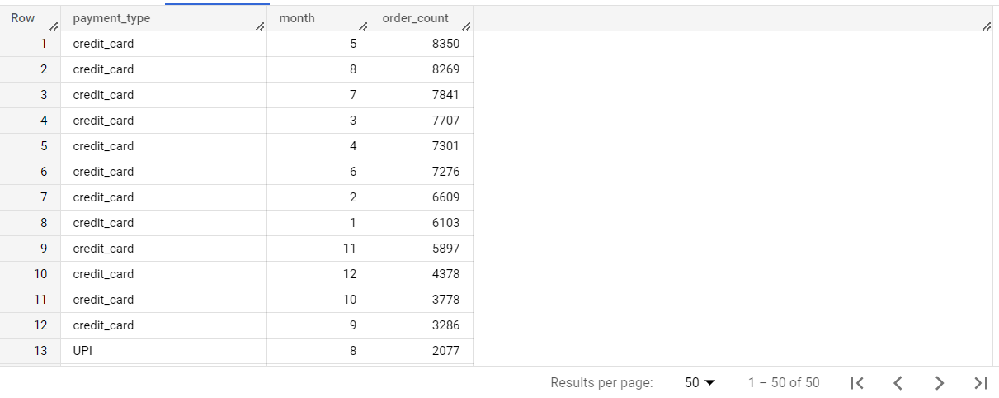 Row payment_type month order_count
1 credit_card 5 8350
2 credit_card 8 8269
3 credit_card 7 7841
4 credit_card 3 7707
5 credit_card 4 7301
6 credit_card 6 7276
7 credit_card 2 6609
8 credit_card 1 6103
9 credit_card 11 5897
10 credit_card 12 4378
11 credit_card 10 3778
12 credit_card 9 3286
13 UPI 8 2077
Results per page: 50 1 – 50 of 50